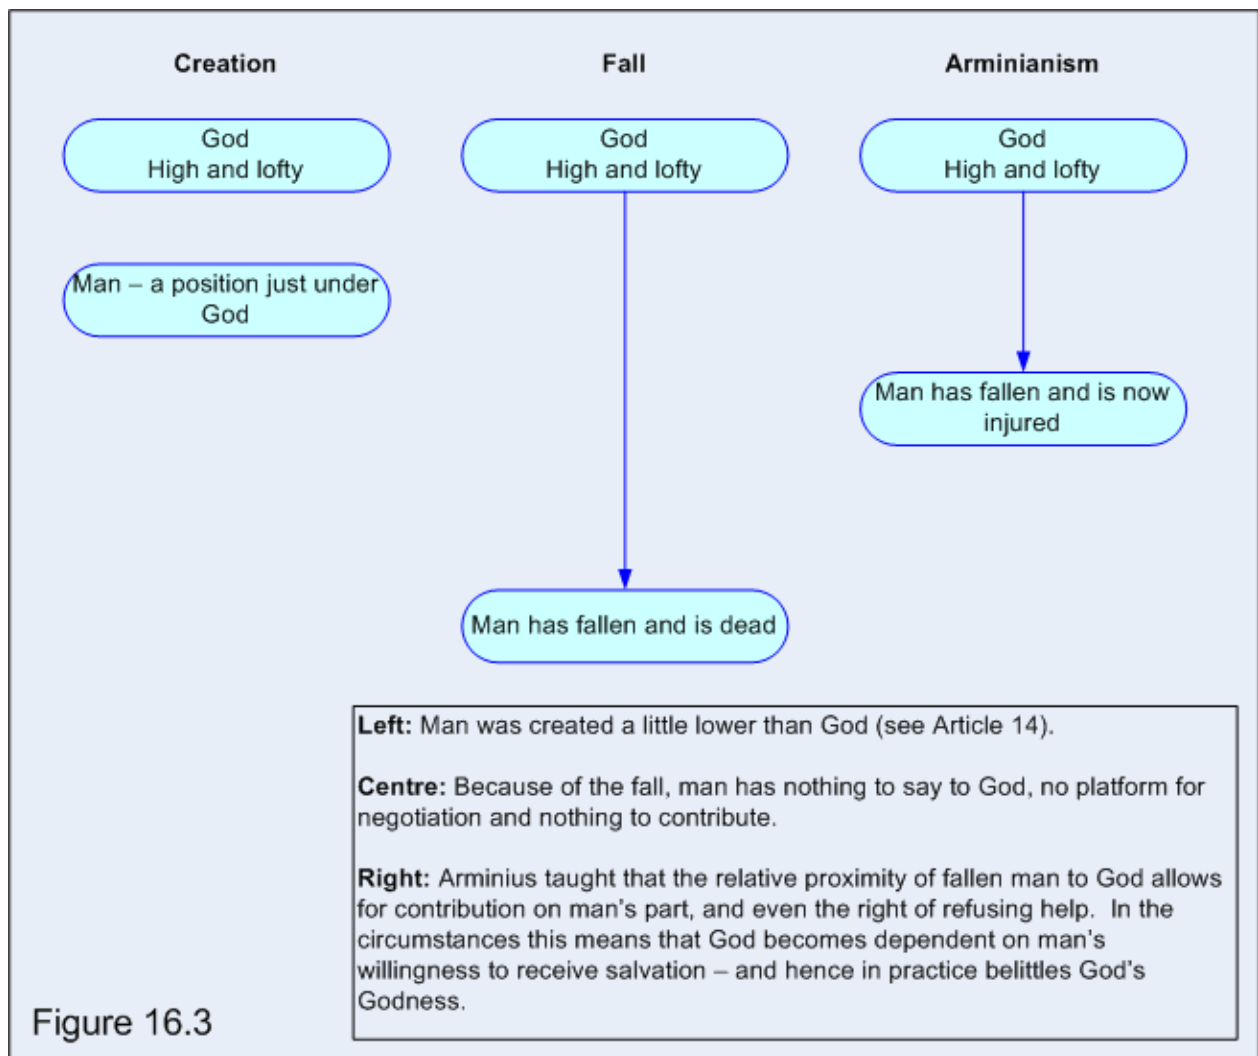 Creation
God
High and lofty
Man – a position just under
God
Fall
God
High and lofty
Man has fallen and is dead
Arminianism
God
High and lofty
Man has fallen and is now
injured
Left: Man was created a little lower than God (see Article 14).
Centre: Because of the fall, man has nothing to say to God, no platform for
negotiation and nothing to contribute.
Right: Arminius taught that the relative proximity of fallen man to God allows
for contribution on man's part, and even the right of refusing help.  In the
circumstances this means that God becomes dependent on man's
willingness to receive salvation – and hence in practice belittles God's
Godness.
Figure 16.3